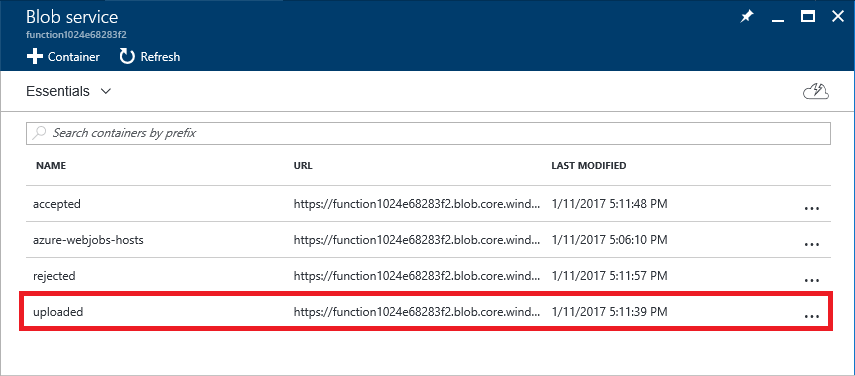 Blob service
function1024e68283f2
Container Refresh
Essentials
Search containers by prefix
NAME URL LAST MODIFIED
accepted https://function1024e68283f2.blob.core.wind... 1/11/2017 5:11:48 PM ...
azure-webjobs-hosts https://function1024e68283f2.blob.core.wind... 1/11/2017 5:06:10 PM ...
rejected https://function1024e68283f2.blob.core.wind... 1/11/2017 5:11:57 PM ...
uploaded https://function1024e68283f2.blob.core.wind... 1/11/2017 5:11:39 PM ...